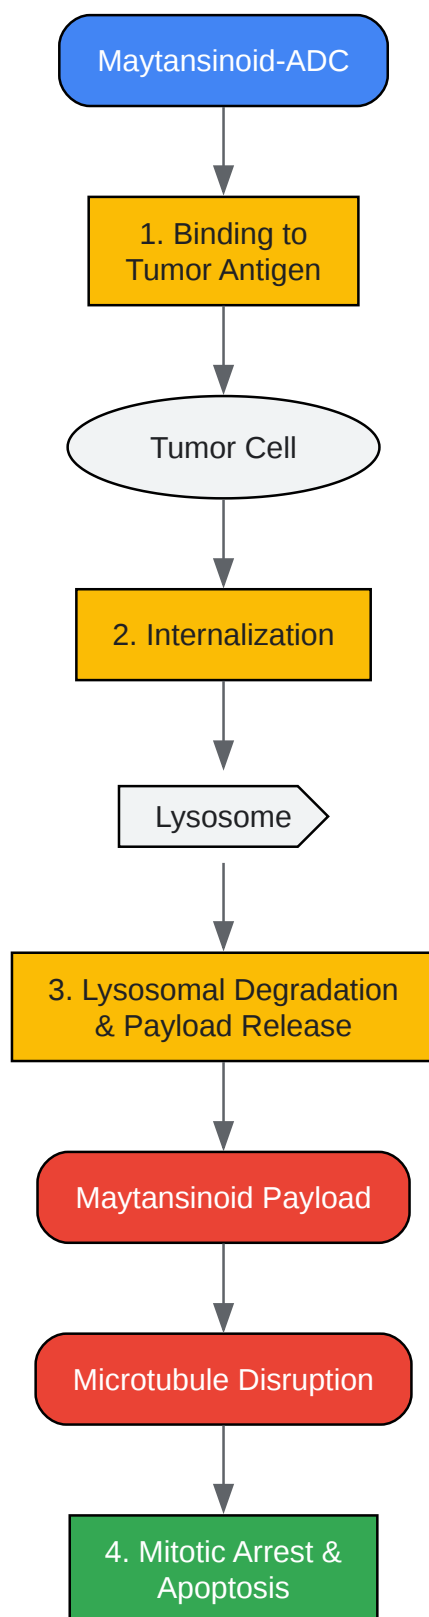 Maytansinoid-ADC
1. Binding to
Tumor Antigen
Tumor Cell
2. Internalization
Lysosome
3. Lysosomal Degradation
& Payload Release
Maytansinoid Payload
Microtubule Disruption
4. Mitotic Arrest &
Apoptosis